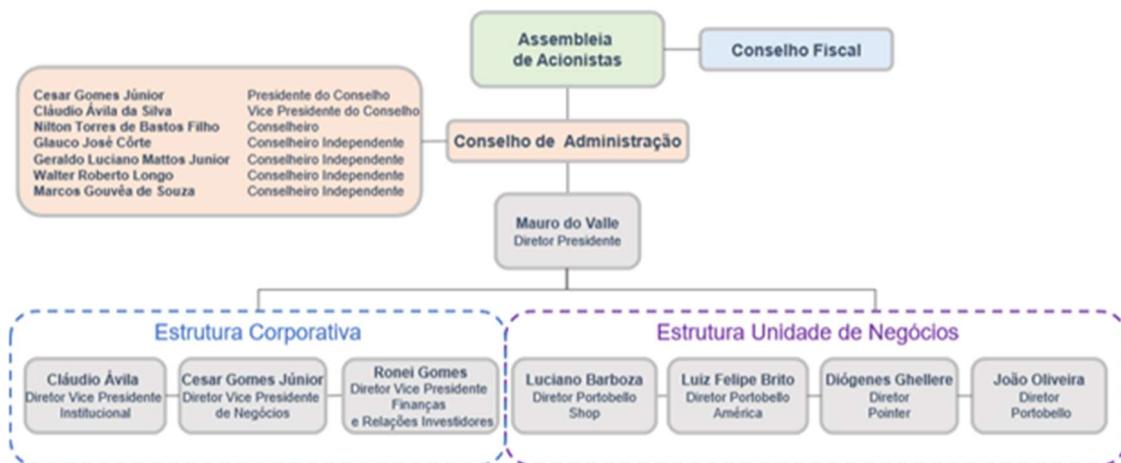 Assembleia
de Acionistas
Conselho Fiscal
Cesar Gomes Júnior Presidente do Conselho
Cláudio Ávila da Silva Vice Presidente do Conselho
Nilton Torres de Bastos Filho Conselheiro
Glauco José Côrte Conselheiro Independente
Geraldo Luciano Mattos Junior Conselheiro Independente
Walter Roberto Longo Conselheiro Independente
Marcos Gouvêa de Souza Conselheiro Independente
Conselho de Administração
Mauro do Valle
Diretor Presidente
Estrutura Corporativa
Cláudio Ávila
Diretor Vice Presidente
Institucional
Cesar Gomes Júnior
Diretor Vice Presidente
de Negócios
Ronei Gomes
Diretor Vice Presidente
Finanças
e Relações Investidores
Estrutura Unidade de Negócios
Luciano Barboza
Diretor Portobello
Shop
Luiz Felipe Brito
Diretor Portobello
América
Diógenes Ghellere
Diretor
Pointer
João Oliveira
Diretor
Portobello